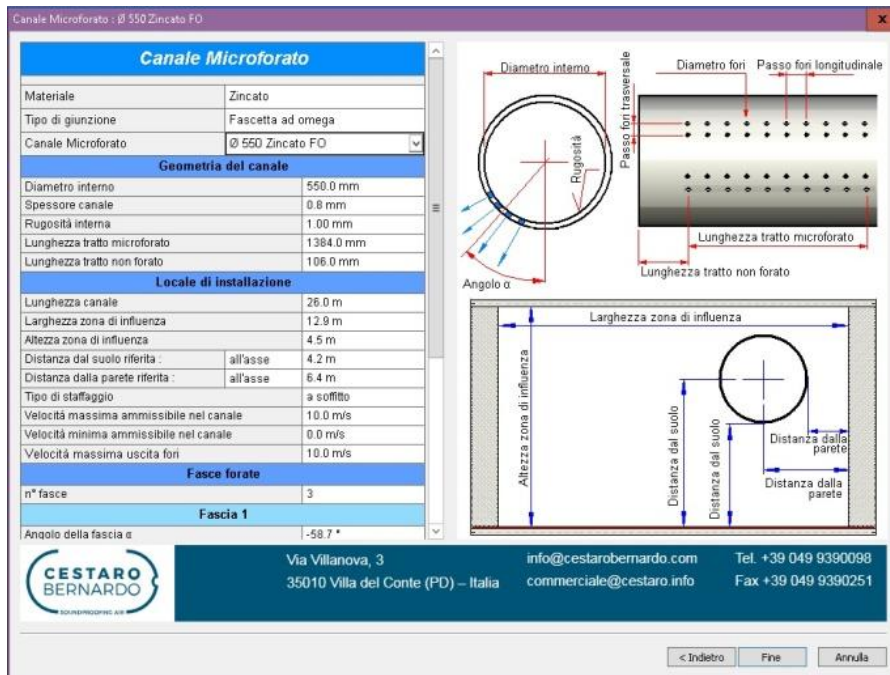 Canale Microforato : Ø 550 Zincato FO
x
Canale Microforato
Materiale Zincato
Tipo di giunzione Fascetta ad omega
Canale Microforato Ø 550 Zincato FO
Geometria del canale
Diametro interno 550.0 mm
Spessore canale 0.8 mm
Rugosità interna 1.00 mm
Lunghezza tratto microforato 1384.0 mm
Lunghezza tratto non forato 106.0 mm
Locale di installazione
Lunghezza canale 26.0 m
Larghezza zona di influenza 12.9 m
Altezza zona di influenza 4.5 m
Distanza dal suolo riferita : all'asse 4.2 m
Distanza dalla parete riferita : all'asse 6.4 m
Tipo di staffaggio a soffitto
Velocità massima ammissibile nel canale 10.0 m/s
Velocità minima ammissibile nel canale 0.0 m/s
Velocità massima uscita fori 10.0 m/s
Fasce forate
n° fasce 3
Fascia 1
Angolo della fascia α -58.7 °
Diametro interno
Rugosità
Angolo α
Passo fori trasversale
Diametro fori
Passo fori longitudinale
Lunghezza tratto microforato
Lunghezza tratto non forato
Larghezza zona di influenza
Altezza zona di influenza
Distanza dal suolo
Distanza dal suolo
Distanza dalla
parete
Distanza dalla
parete
CESTARO
BERNARDO
SOUNDPROOFING AIR
Via Villanova, 3
35010 Villa del Conte (PD) – Italia
info@cestarobernardo.com
commerciale@cestaro.info
Tel. +39 049 9390098
Fax +39 049 9390251
< Indietro
Fine
Annulla